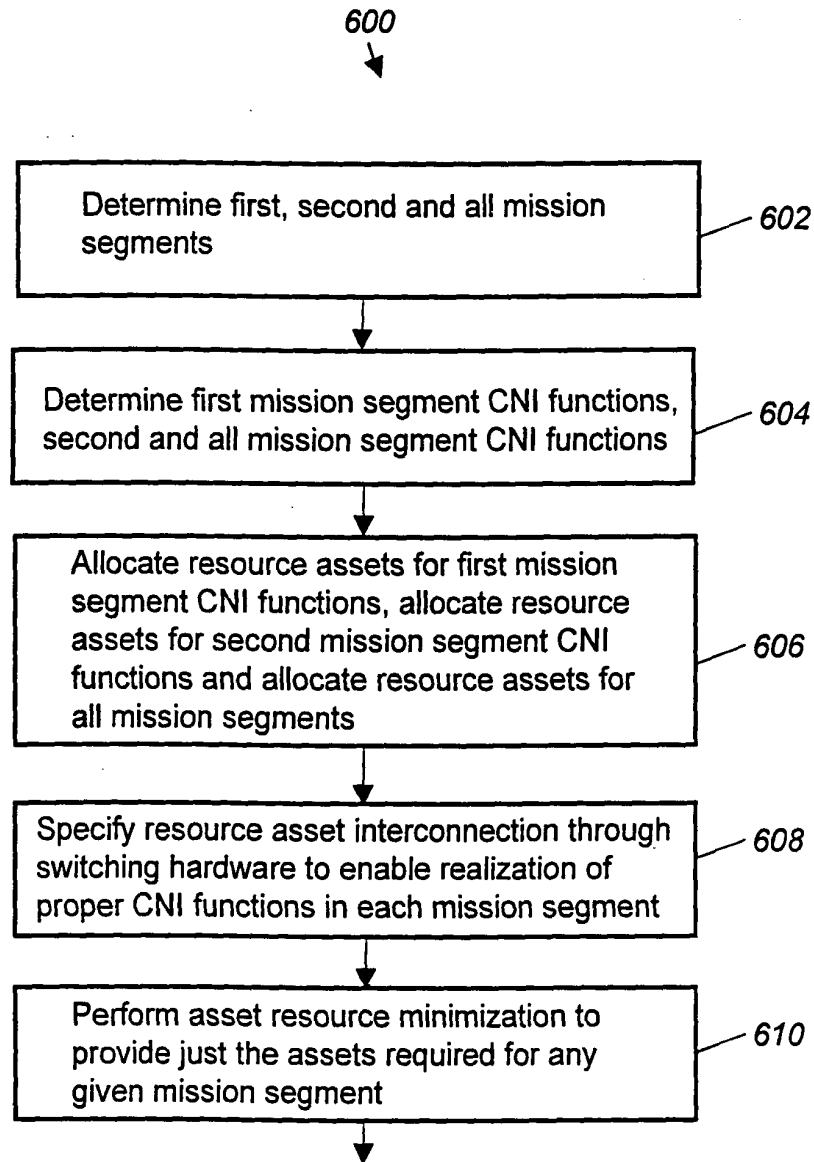 600
Determine first, second and all mission
segments
602
Determine first mission segment CNI functions,
second and all mission segment CNI functions
604
Allocate resource assets for first mission
segment CNI functions, allocate resource
assets for second mission segment CNI
functions and allocate resource assets for
all mission segments
606
Specify resource asset interconnection through
switching hardware to enable realization of
proper CNI functions in each mission segment
608
Perform asset resource minimization to
provide just the assets required for any
given mission segment
610